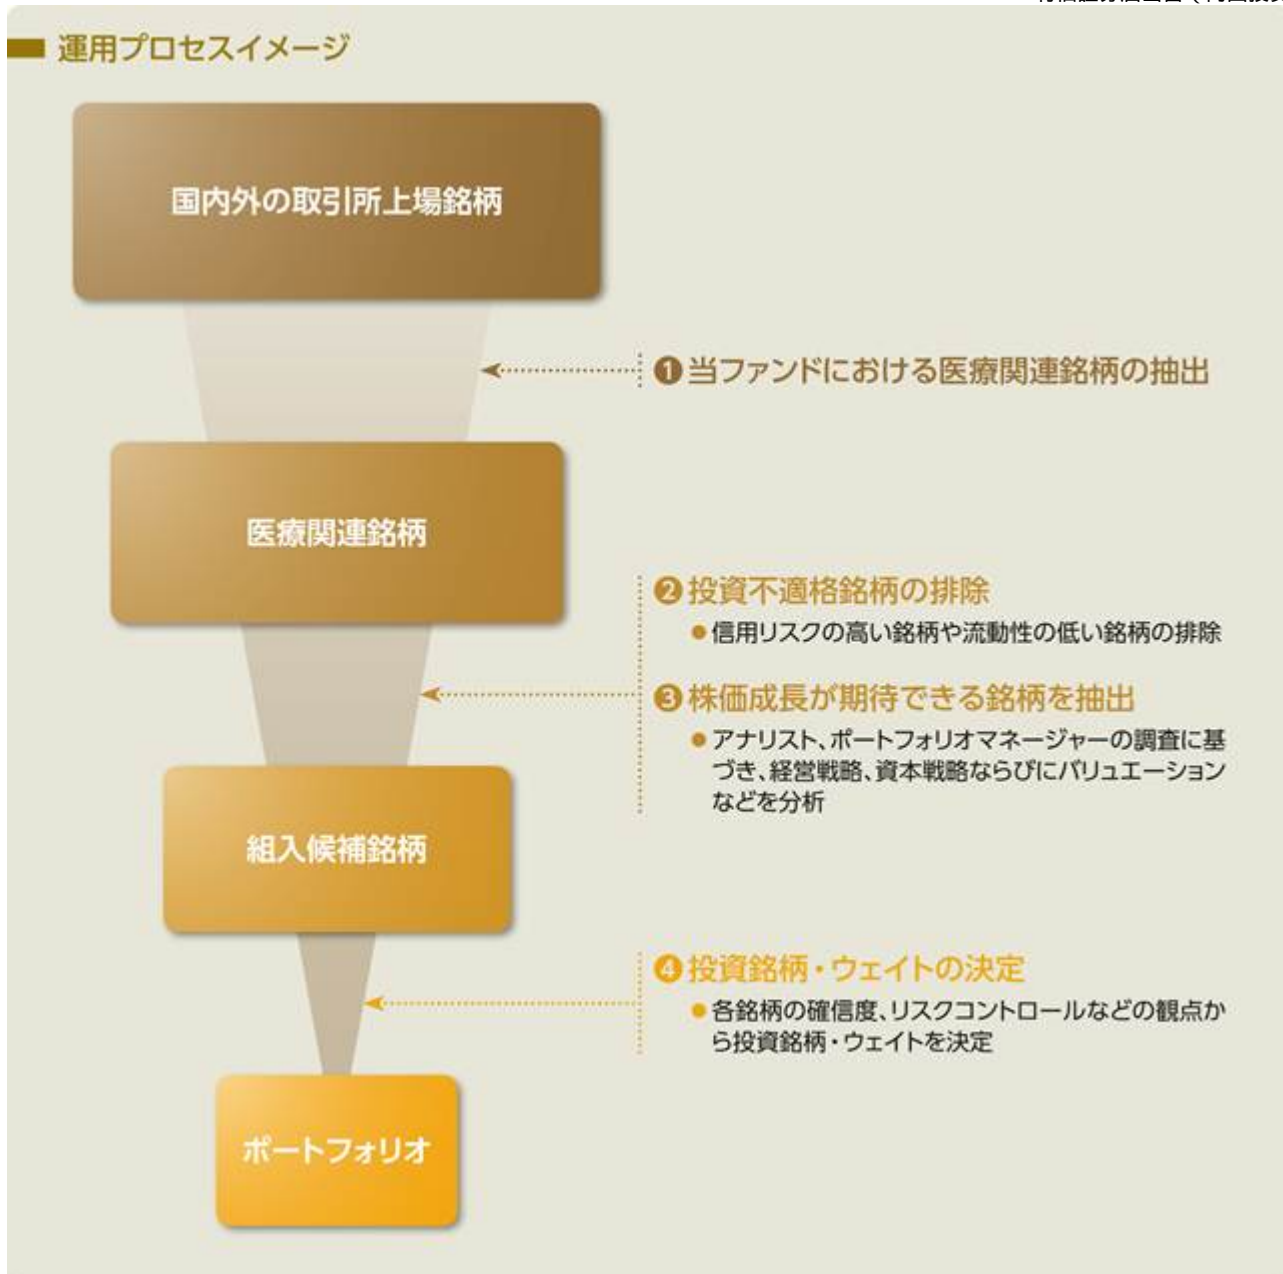 運用プロセスイメージ
国内外の取引所上場銘柄
❶当ファンドにおける医療関連銘柄の抽出
医療関連銘柄
❷投資不適格銘柄の排除
●信用リスクの高い銘柄や流動性の低い銘柄の排除
❸株価成長が期待できる銘柄を抽出
●アナリスト、ポートフォリオマネージャーの調査に基
づき、経営戦略、資本戦略ならびにバリュエーション
などを分析
組入候補銘柄
❹投資銘柄・ウェイトの決定
●各銘柄の確信度、リスクコントロールなどの観点か
ら投資銘柄・ウェイトを決定
ポートフォリオ